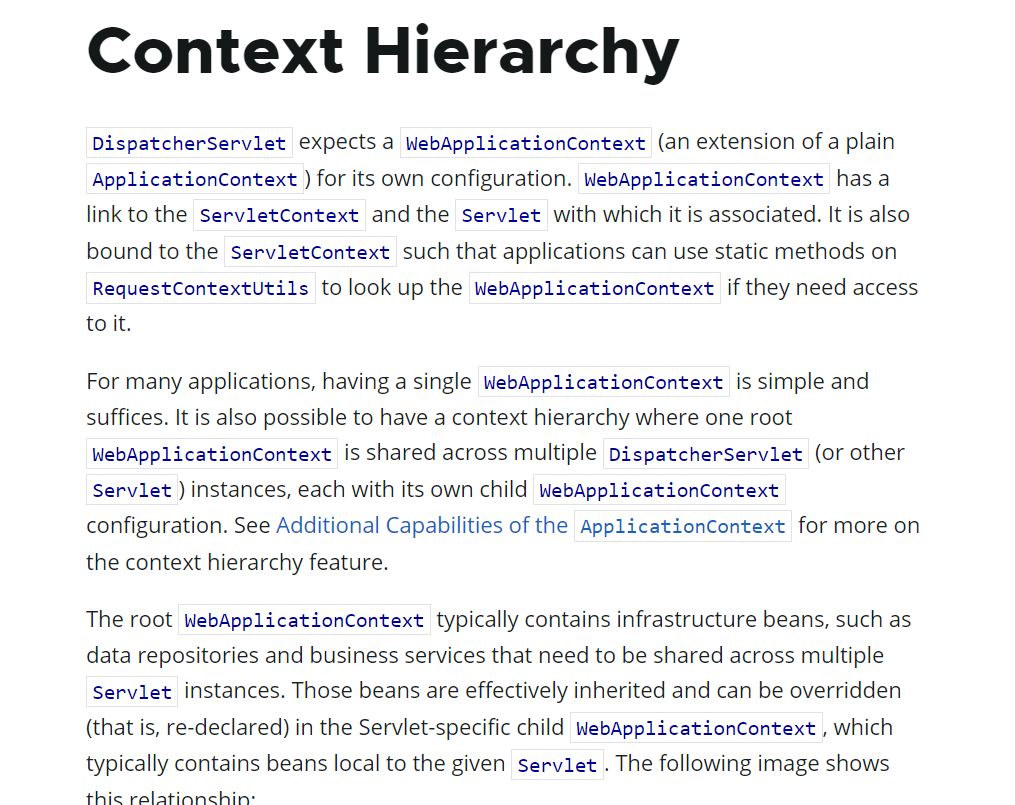 Context Hierarchy
DispatcherServlet expects a WebApplicationContext (an extension of a plain
ApplicationContext) for its own configuration. WebApplicationContext has a
link to the ServletContext and the Servlet with which it is associated. It is also
bound to the ServletContext such that applications can use static methods on
RequestContextUtils to look up the WebApplicationContext if they need access
to it.
For many applications, having a single WebApplicationContext is simple and
suffices. It is also possible to have a context hierarchy where one root
WebApplicationContext is shared across multiple DispatcherServlet (or other
Servlet) instances, each with its own child WebApplicationContext
configuration. See Additional Capabilities of the ApplicationContext for more on
the context hierarchy feature.
The root WebApplicationContext typically contains infrastructure beans, such as
data repositories and business services that need to be shared across multiple
Servlet instances. Those beans are effectively inherited and can be overridden
(that is, re-declared) in the Servlet-specific child WebApplicationContext, which
typically contains beans local to the given Servlet. The following image shows
this relationship: